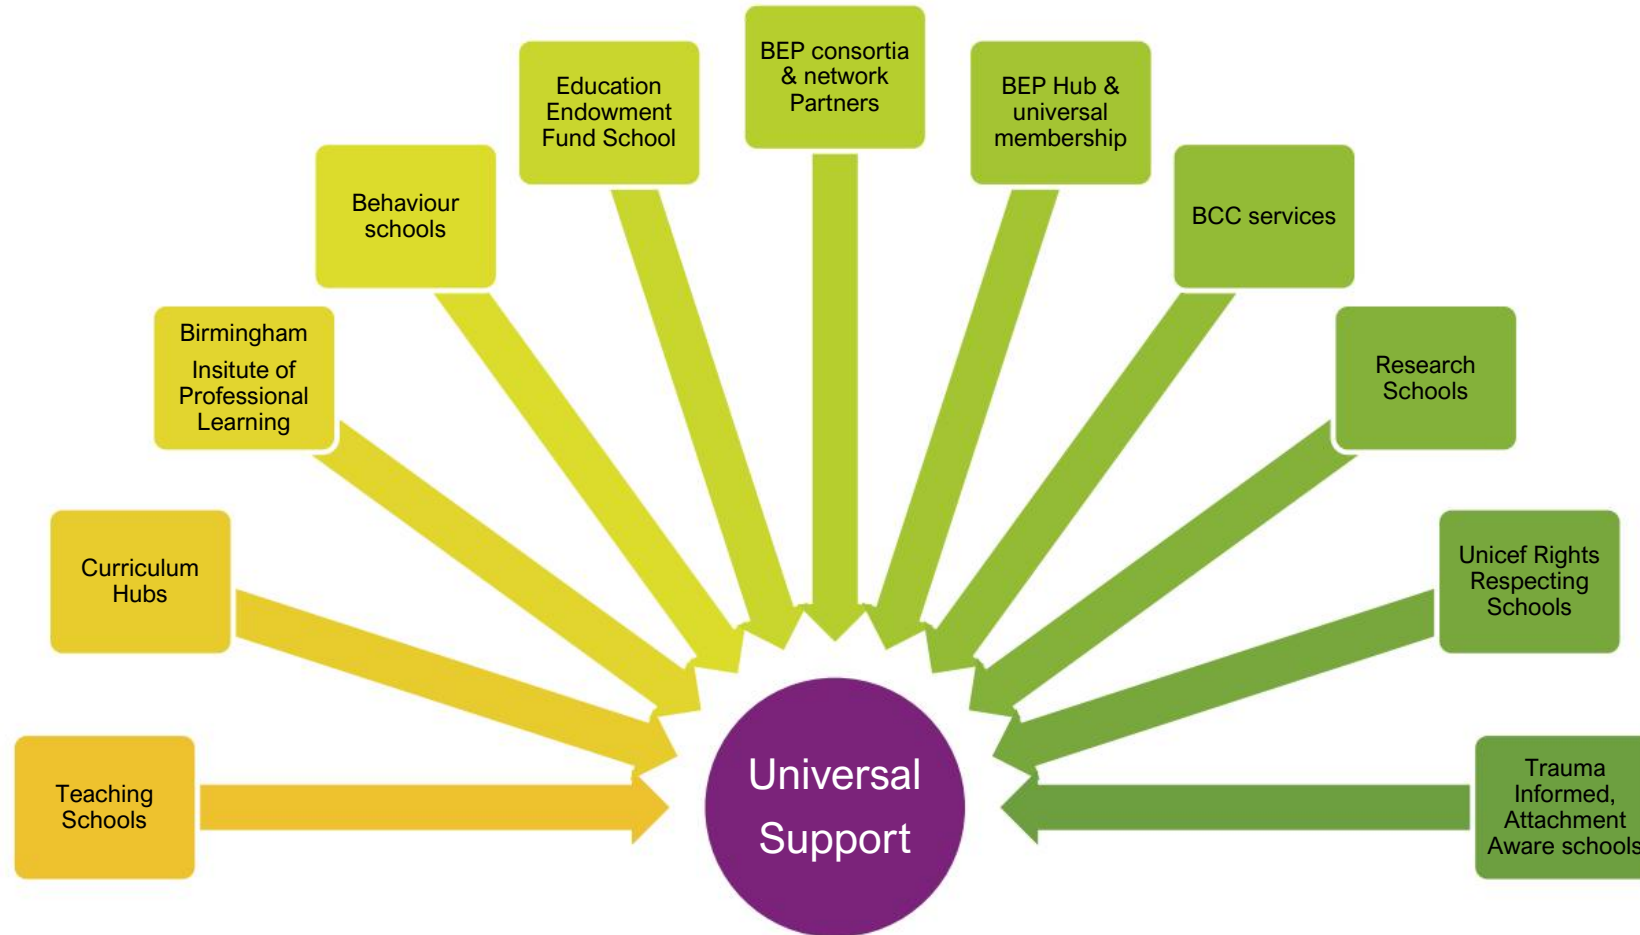 Teaching
Schools
Curriculum
Hubs
Birmingham
Insitute of
Professional
Learning
Behaviour
schools
Education
Endowment
Fund School
BEP consortia
& network
Partners
BEP Hub &
universal
membership
BCC services
Research
Schools
Unicef Rights
Respecting
Schools
Trauma
Informed,
Attachment
Aware schools
Universal
Support